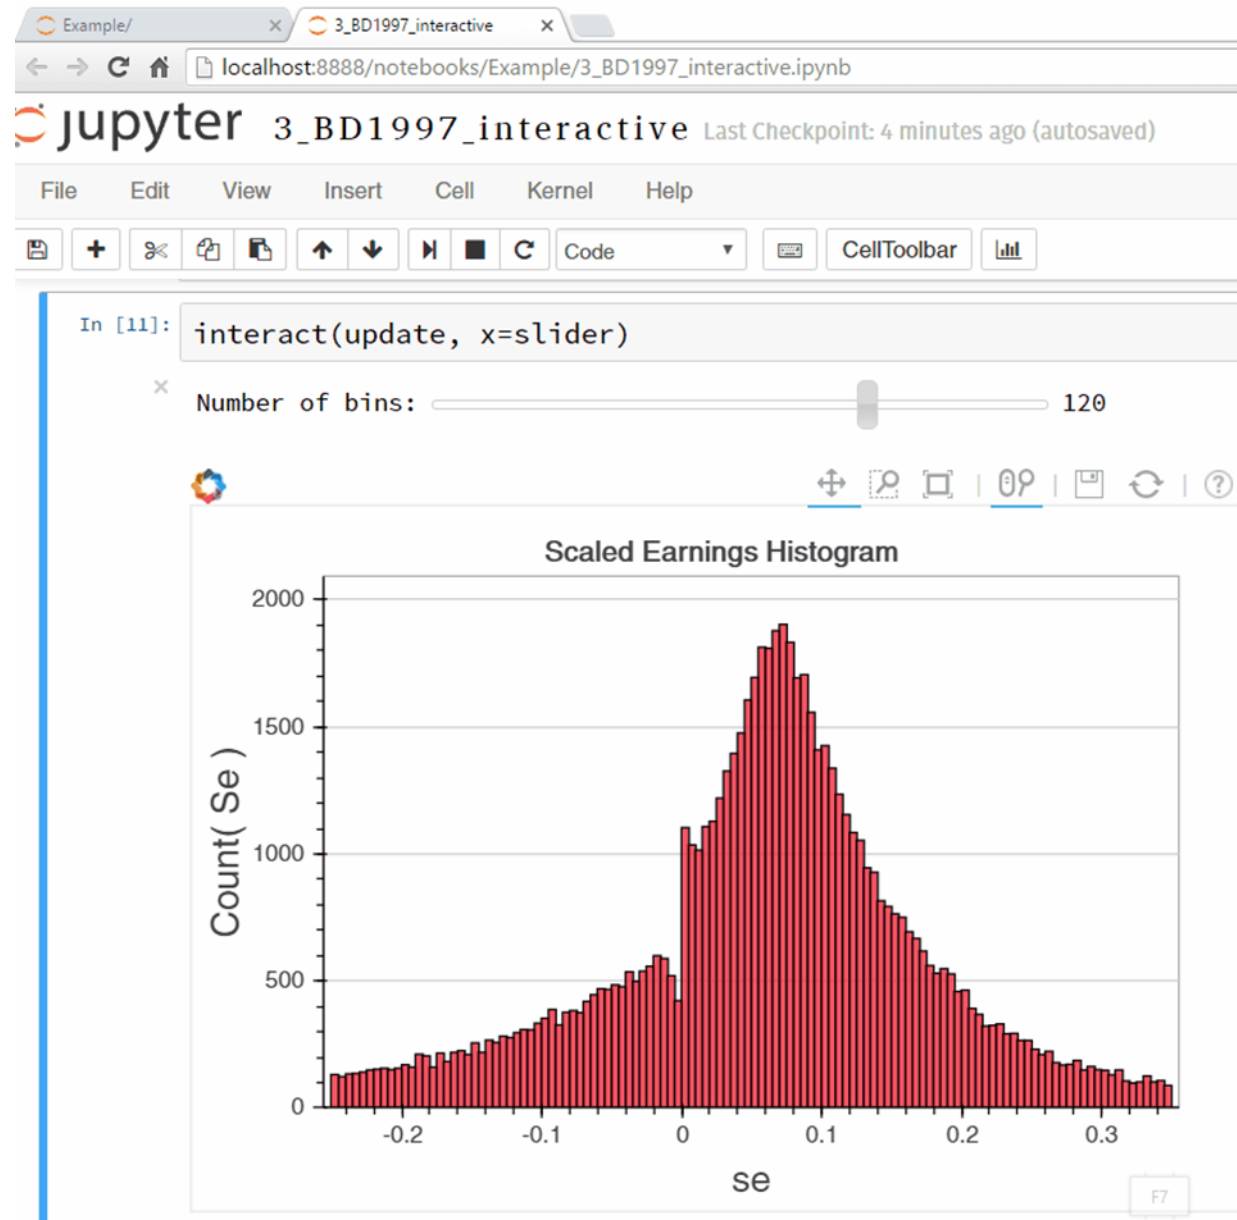 Example/
3_BD1997_interactive
localhost:8888/notebooks/Example/3_BD1997_interactive.ipynb
jupyter 3_BD1997_interactive Last Checkpoint: 4 minutes ago (autosaved)
File Edit View Insert Cell Kernel Help
Code CellToolbar
In [11]: interact(update, x=slider)
Number of bins: 120
Scaled Earnings Histogram
2000
1500
1000
500
0
Count( Se )
-0.2 -0.1 0 0.1 0.2 0.3
se
F7